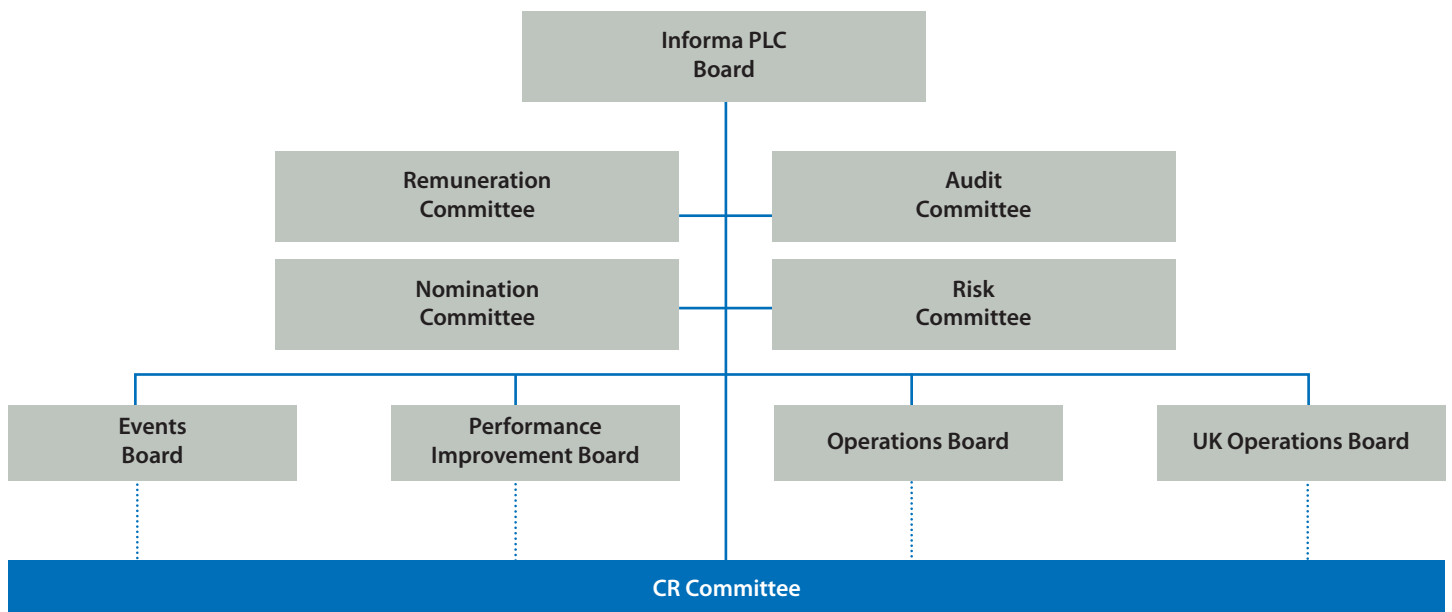 Informa PLC
Board
Remuneration
Committee
Audit
Committee
Nomination
Committee
Risk
Committee
Events
Board
Performance
Improvement Board
Operations Board
UK Operations Board
CR Committee